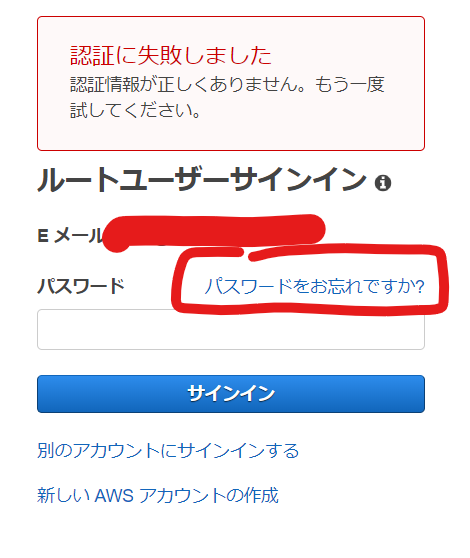 認証に失敗しました
認証情報が正しくありません。もう一度
試してください。
ルートユーザーサインイン
E メール
パスワード
パスワードをお忘れですか?
サインイン
別のアカウントにサインインする
新しい AWS アカウントの作成